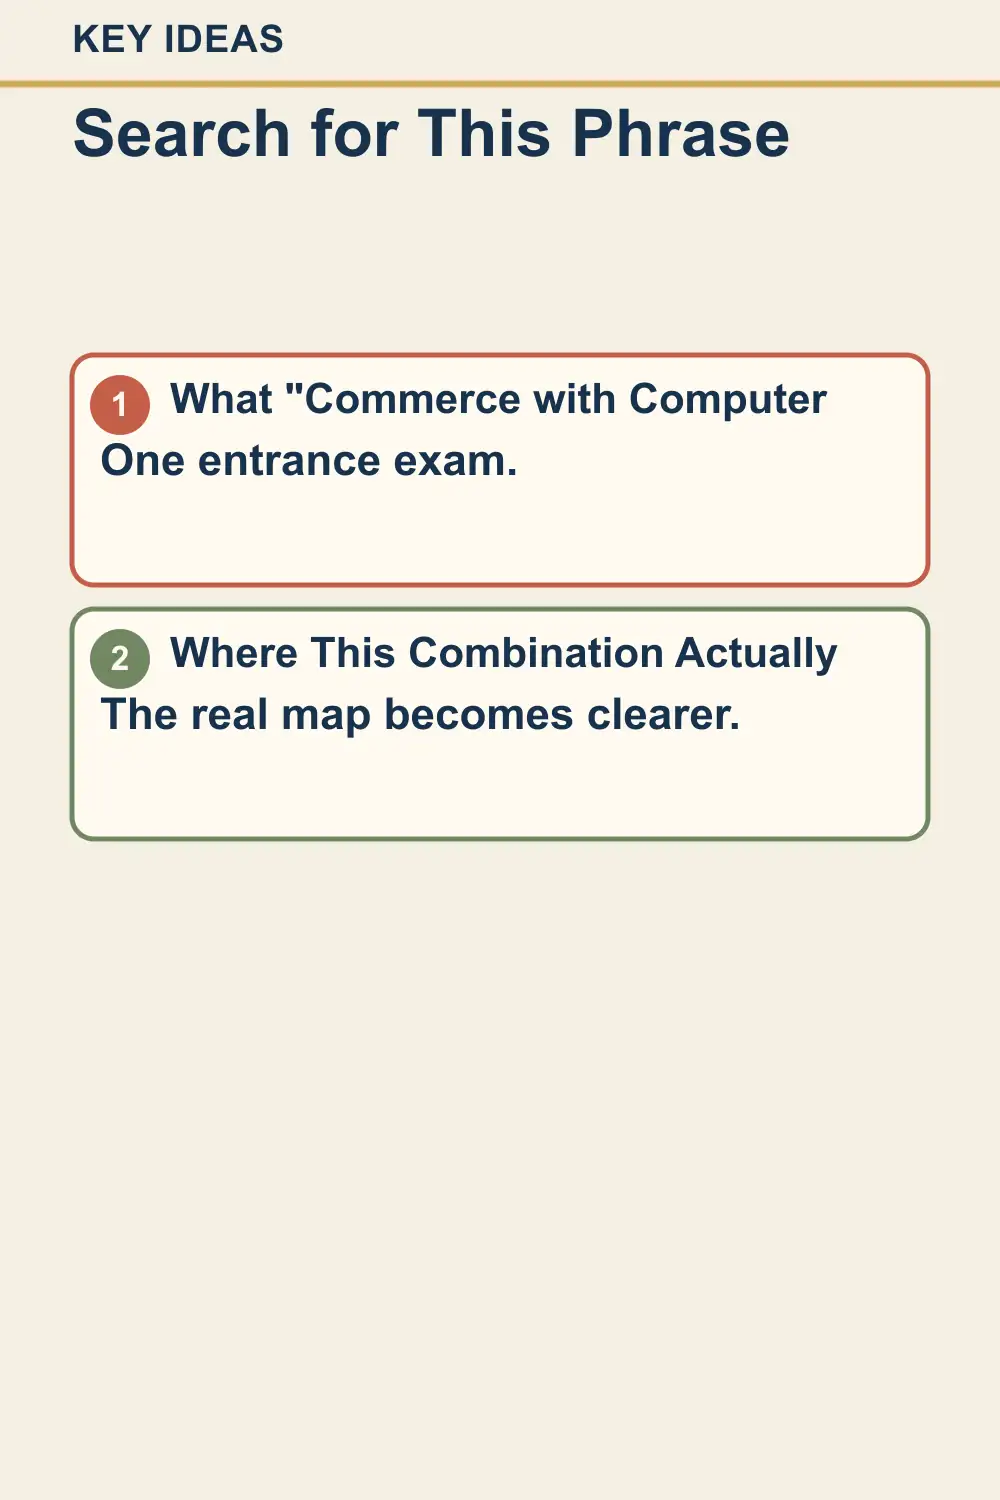 KEY IDEAS
Search for This Phrase
1 What "Commerce with Computer
One entrance exam.
2 Where This Combination Actually
The real map becomes clearer.